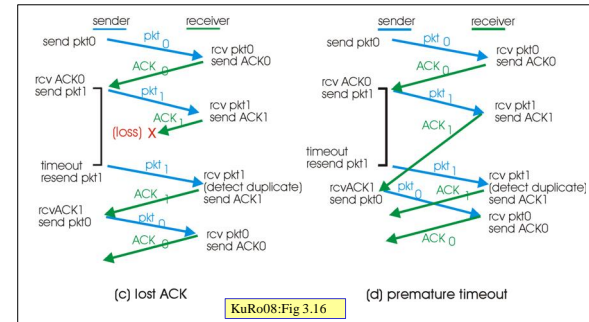 sender
receiver
send pkt0
pkt 0
rcv pkt0
send ACK0
ACK 0
rcv ACK0
send pkt1
pkt 1
rcv pkt1
send ACK1
ACK 1
(loss) X
timeout
resend pkt1
pkt 1
rcv pkt1
(detect duplicate)
send ACK1
ACK 1
rcvACK1
send pkt0
pkt 0
rcv pkt0
send ACK0
ACK 0
(c) lost ACK
sender
receiver
send pkt0
pkt 0
rcv pkt0
send ACK0
ACK 0
rcv ACK0
send pkt1
pkt 1
rcv pkt1
send ACK1
ACK 1
timeout
resend pkt1
pkt 1
rcv pkt1
(detect duplicate)
send ACK1
rcvACK1
send pkt0
pkt 0
ACK 1
rcv pkt0
send ACK0
ACK 0
(d) premature timeout
KuRo08:Fig 3.16